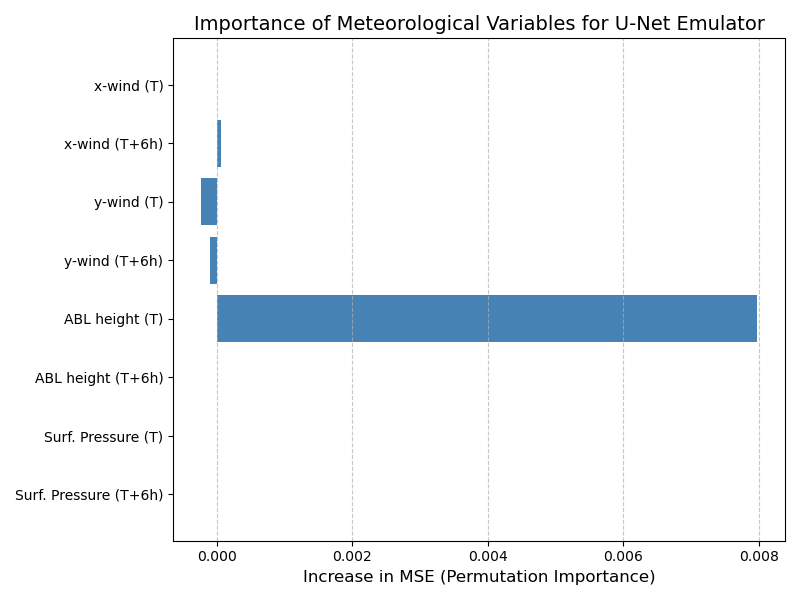 Importance of Meteorological Variables for U-Net Emulator
x-wind (T)
x-wind (T+6h)
y-wind (T)
y-wind (T+6h)
ABL height (T)
ABL height (T+6h)
Surf. Pressure (T)
Surf. Pressure (T+6h)
0.000 0.002 0.004 0.006 0.008
Increase in MSE (Permutation Importance)